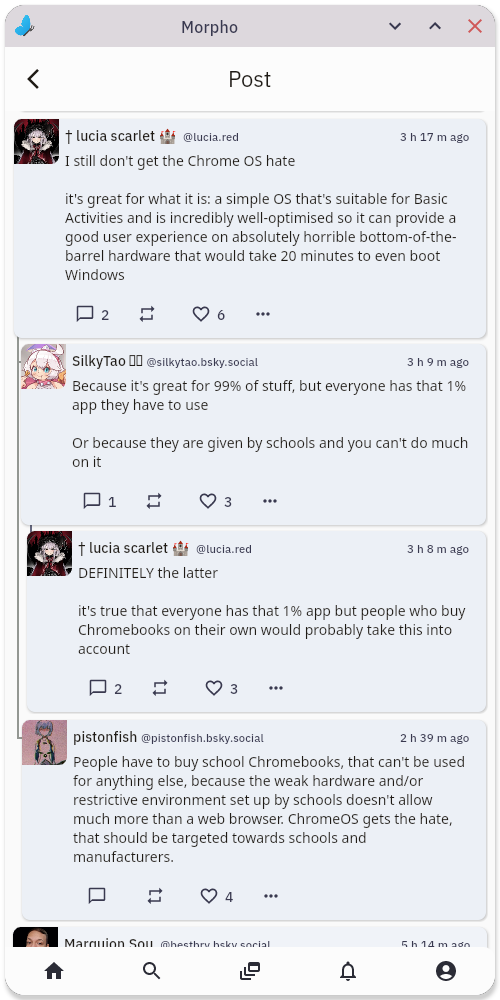 Morpho
Post
† lucia scarlet 🏰 @lucia.red 3 h 17 m ago
I still don't get the Chrome OS hate
it's great for what it is: a simple OS that's suitable for Basic
Activities and is incredibly well-optimised so it can provide a
good user experience on absolutely horrible bottom-of-the-
barrel hardware that would take 20 minutes to even boot
Windows
2 6
SilkyTao @silkytao.bsky.social 3 h 9 m ago
Because it's great for 99% of stuff, but everyone has that 1%
app they have to use
Or because they are given by schools and you can't do much
on it
1 3
† lucia scarlet 🏰 @lucia.red 3 h 8 m ago
DEFINITELY the latter
it's true that everyone has that 1% app but people who buy
Chromebooks on their own would probably take this into
account
2 3
pistonfish @pistonfish.bsky.social 2 h 39 m ago
People have to buy school Chromebooks, that can't be used
for anything else, because the weak hardware and/or
restrictive environment set up by schools doesn't allow
much more than a web browser. ChromeOS gets the hate,
that should be targeted towards schools and
manufacturers.
4
Marquion Sou @bestbry.bsky.social 5 h 14 m ago